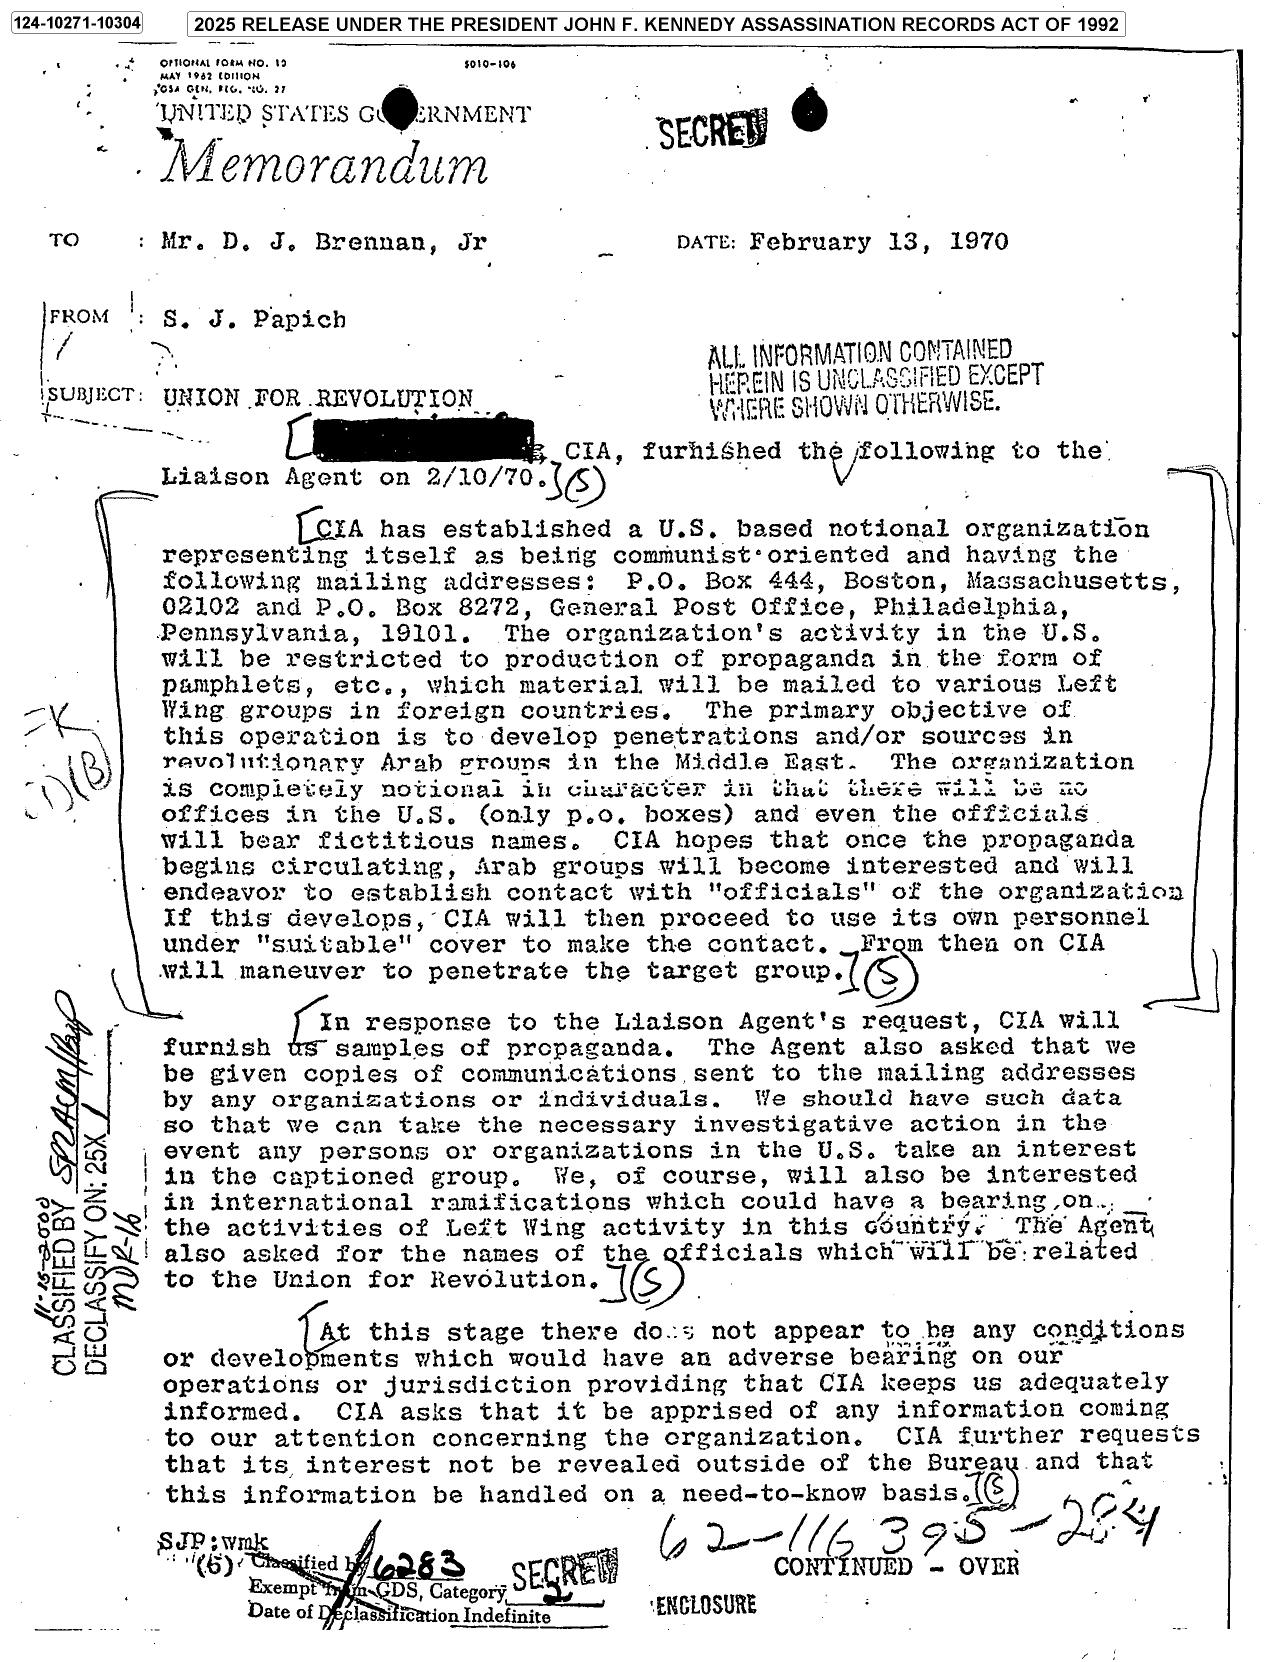 124-10271-10304
2025 RELEASE UNDER THE PRESIDENT JOHN F. KENNEDY ASSASSINATION RECORDS ACT OF 1992
OPTIONAL FORM NO. 10
5010-106
MAY 1962 EDITION
GSA GEN. REG. NO. 27
UNITED STATES GOVERNMENT
SECRET
Memorandum
TO : Mr. D. J. Brennan, Jr
DATE: February 13, 1970
FROM : S. J. Papich
ALL INFORMATION CONTAINED
HEREIN IS UNCLASSIFIED EXCEPT
WHERE SHOWN OTHERWISE.
SUBJECT: UNION FOR REVOLUTION
[ CIA, furnished the following to the
Liaison Agent on 2/10/70.] (S)
[CIA has established a U.S. based notional organization
representing itself as being communist oriented and having the
following mailing addresses: P.O. Box 444, Boston, Massachusetts,
02102 and P.O. Box 8272, General Post Office, Philadelphia,
Pennsylvania, 19101. The organization's activity in the U.S.
will be restricted to production of propaganda in the form of
pamphlets, etc., which material will be mailed to various Left
Wing groups in foreign countries. The primary objective of
this operation is to develop penetrations and/or sources in
revolutionary Arab groups in the Middle East. The organization
is completely notional in character in that there will be no
offices in the U.S. (only p.o. boxes) and even the officials
will bear fictitious names. CIA hopes that once the propaganda
begins circulating, Arab groups will become interested and will
endeavor to establish contact with "officials" of the organization
If this develops, CIA will then proceed to use its own personnel
under "suitable" cover to make the contact. From then on CIA
will maneuver to penetrate the target group.] (S)
[In response to the Liaison Agent's request, CIA will
furnish us samples of propaganda. The Agent also asked that we
be given copies of communications sent to the mailing addresses
by any organizations or individuals. We should have such data
so that we can take the necessary investigative action in the
event any persons or organizations in the U.S. take an interest
in the captioned group. We, of course, will also be interested
in international ramifications which could have a bearing on
the activities of Left Wing activity in this country. The Agent
also asked for the names of the officials which will be related
to the Union for Revolution.] (S)
[At this stage there does not appear to be any conditions
or developments which would have an adverse bearing on our
operations or jurisdiction providing that CIA keeps us adequately
informed. CIA asks that it be apprised of any information coming
to our attention concerning the organization. CIA further requests
that its interest not be revealed outside of the Bureau and that
this information be handled on a need-to-know basis.] (S)
(1)(B)
K
11-15-2000
CLASSIFIED BY
DECLASSIFY ON: 25X 1
MDR-16
SJP:wmk
(6)
62-116395-284
CONTINUED - OVER
Classified by 6283
Exempt from GDS, Category 2
Date of Declassification Indefinite
SECRET
ENCLOSURE